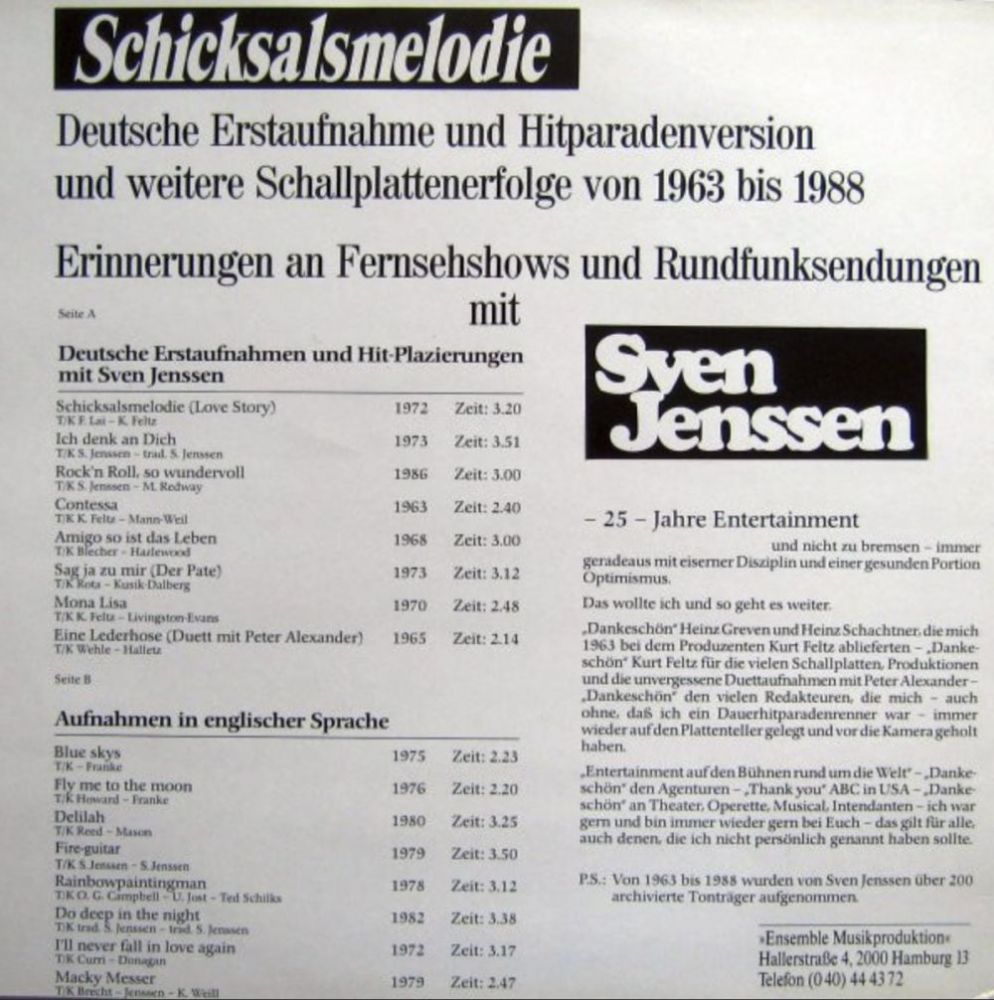 Schicksalsmelodie
Deutsche Erstaufnahme und Hitparadenversion
und weitere Schallplattenerfolge von 1963 bis 1988
Erinnerungen an Fernsehshows und Rundfunksendungen
mit
Sven
Jenssen
Seite A
Deutsche Erstaufnahmen und Hit-Plazierungen
mit Sven Jenssen
Schicksalsmelodie (Love Story) 1972 Zeit: 3.20
T/K F. Lai – K. Feltz
Ich denk an Dich 1973 Zeit: 3.51
T/K S. Jenssen – trad. S. Jenssen
Rock'n Roll, so wundervoll 1986 Zeit: 3.00
T/K S. Jenssen – M. Redway
Contessa 1963 Zeit: 2.40
T/K K. Feltz – Mann-Weil
Amigo so ist das Leben 1968 Zeit: 3.00
T/K Blecher – Hazlewood
Sag ja zu mir (Der Pate) 1973 Zeit: 3.12
T/K Rota – Kusik-Dalberg
Mona Lisa 1970 Zeit: 2.48
T/K K. Feltz – Livingston-Evans
Eine Lederhose (Duett mit Peter Alexander) 1965 Zeit: 2.14
T/K Wehle – Halletz
Seite B
Aufnahmen in englischer Sprache
Blue skys 1975 Zeit: 2.23
T/K – Franke
Fly me to the moon 1976 Zeit: 2.20
T/K Howard – Franke
Delilah 1980 Zeit: 3.25
T/K Reed – Mason
Fire-guitar 1979 Zeit: 3.50
T/K S. Jenssen – S. Jenssen
Rainbowpaintingman 1978 Zeit: 3.12
T/K O. G. Campbell – U. Jost – Ted Schilks
Do deep in the night 1982 Zeit: 3.38
T/K trad. S. Jenssen – trad. S. Jenssen
I'll never fall in love again 1972 Zeit: 3.17
T/K Curri – Donagan
Macky Messer 1979 Zeit: 2.47
T/K Brecht – Jenssen – K. Weill
– 25 – Jahre Entertainment
und nicht zu bremsen – immer
geradeaus mit eiserner Disziplin und einer gesunden Portion
Optimismus.
Das wollte ich und so geht es weiter.
„Dankeschön" Heinz Greven und Heinz Schachtner, die mich
1963 bei dem Produzenten Kurt Feltz ablieferten – „Danke-
schön" Kurt Feltz für die vielen Schallplatten, Produktionen
und die unvergessene Duettaufnahmen mit Peter Alexander –
„Dankeschön" den vielen Redakteuren, die mich – auch
ohne, daß ich ein Dauerhitparadenrenner war – immer
wieder auf den Plattenteller gelegt und vor die Kamera geholt
haben.
„Entertainment auf den Bühnen rund um die Welt" – „Danke-
schön" den Agenturen – „Thank you" ABC in USA – „Danke-
schön" an Theater, Operette, Musical, Intendanten – ich war
gern und bin immer wieder gern bei Euch – das gilt für alle,
auch denen, die ich nicht persönlich genannt haben sollte.
P.S.: Von 1963 bis 1988 wurden von Sven Jenssen über 200
archivierte Tonträger aufgenommen.
»Ensemble Musikproduktion«
Hallerstraße 4, 2000 Hamburg 13
Telefon (040) 44 43 72